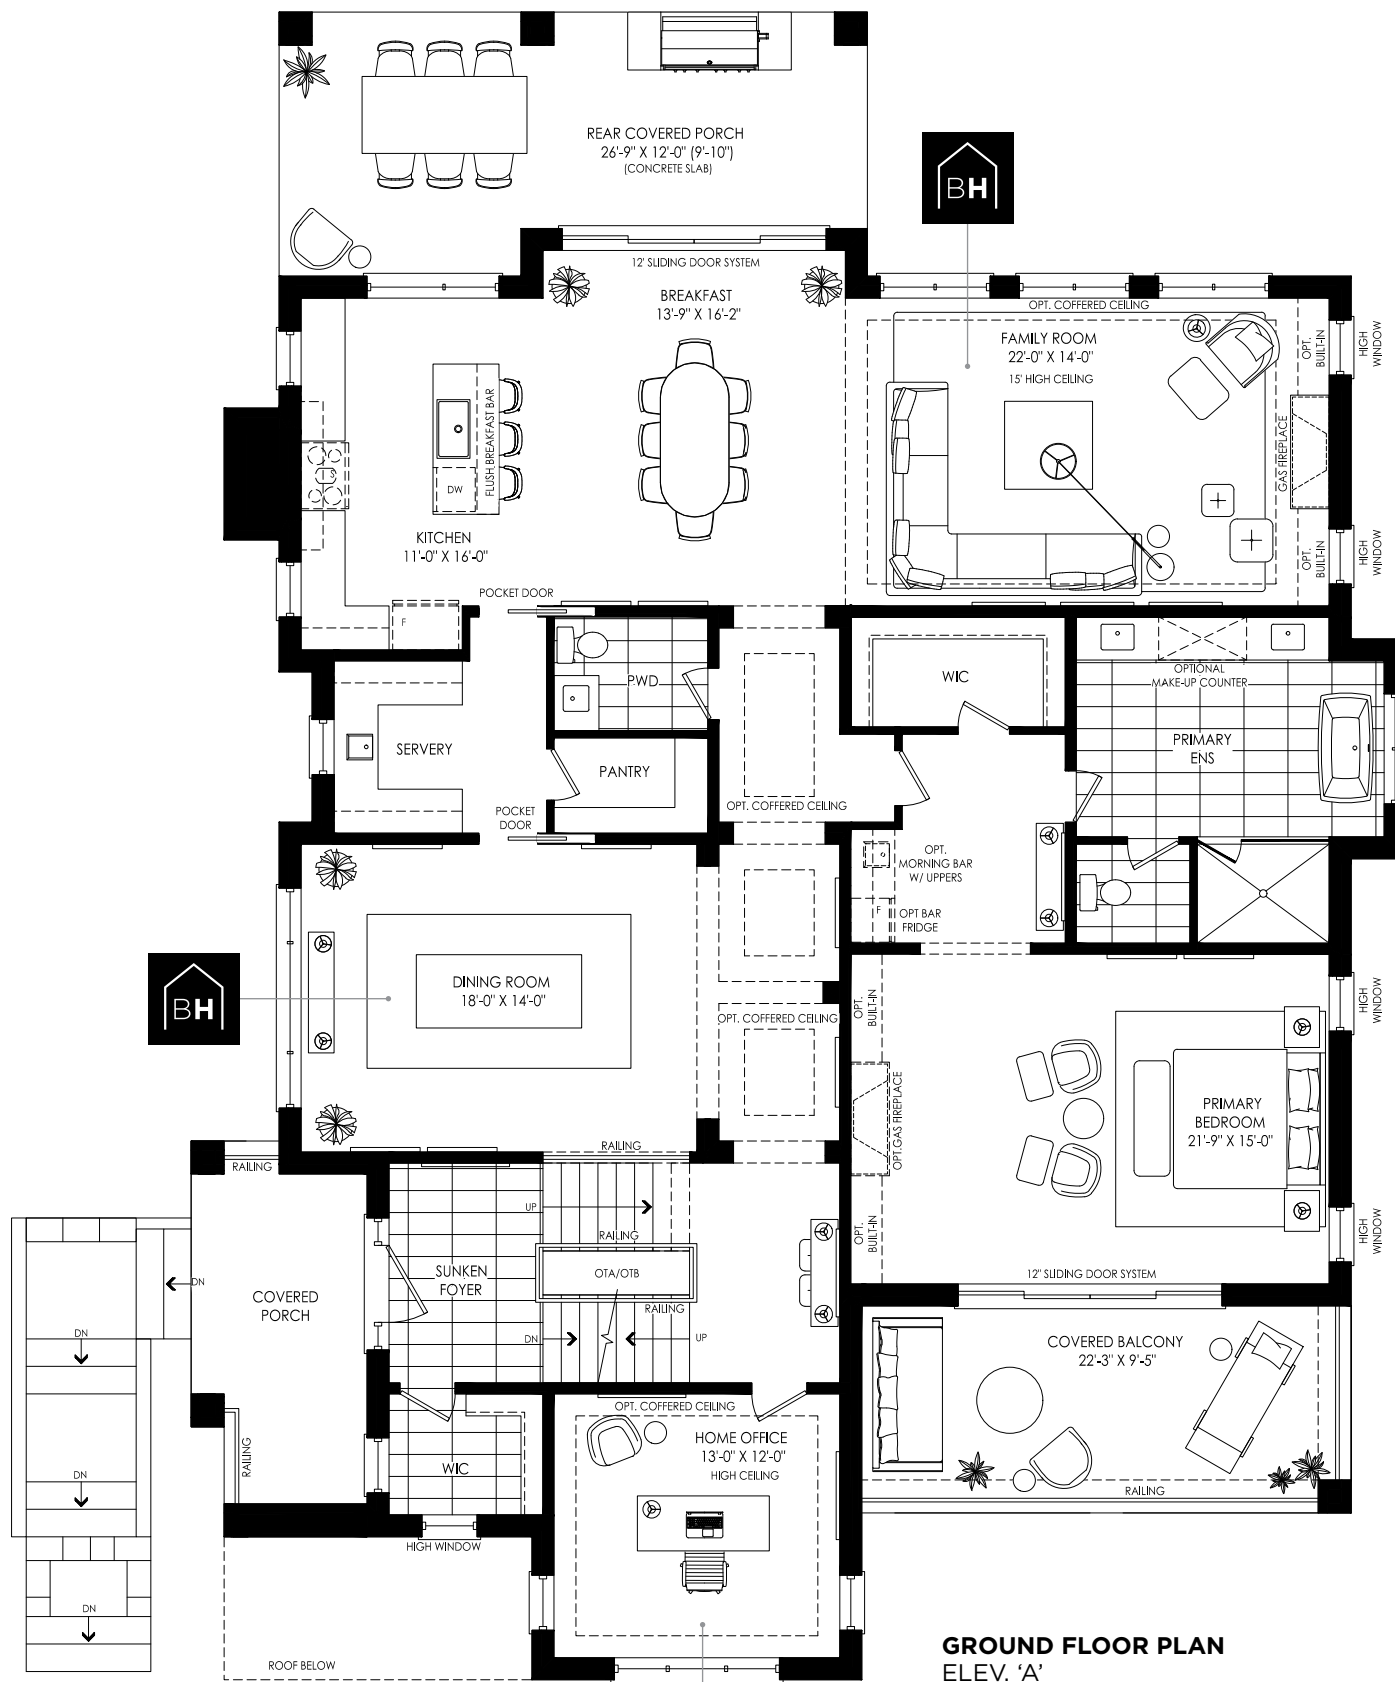 REAR COVERED PORCH
26'-9" X 12'-0" (9'-10")
(CONCRETE SLAB)
BH
12' SLIDING DOOR SYSTEM
BREAKFAST
13'-9" X 16'-2"
OPT. COFFERED CEILING
FAMILY ROOM
22'-0" X 14'-0"
15' HIGH CEILING
OPT.
BUILT-IN
HIGH
WINDOW
FLUSH BREAKFAST BAR
GAS FIREPLACE
S
DW
KITCHEN
11'-0" X 16'-0"
OPT.
BUILT-IN
HIGH
WINDOW
POCKET DOOR
F
PWD
WIC
OPTIONAL
MAKE-UP COUNTER
SERVERY
PANTRY
PRIMARY
ENS
OPT. COFFERED CEILING
POCKET
DOOR
OPT.
MORNING BAR
W/ UPPERS
F
OPT BAR
FRIDGE
DINING ROOM
18'-0" X 14'-0"
BH
OPT. COFFERED CEILING
OPT.
BUILT-IN
HIGH
WINDOW
OPT.GAS FIREPLACE
PRIMARY
BEDROOM
21'-9" X 15'-0"
RAILING
RAILING
UP
RAILING
OPT.
BUILT-IN
HIGH
WINDOW
SUNKEN
FOYER
OTA/OTB
12" SLIDING DOOR SYSTEM
DN
COVERED
PORCH
RAILING
DN
DN
UP
COVERED BALCONY
22'-3" X 9'-5"
OPT. COFFERED CEILING
HOME OFFICE
13'-0" X 12'-0"
HIGH CEILING
RAILING
WIC
DN
RAILING
HIGH WINDOW
DN
ROOF BELOW
GROUND FLOOR PLAN
ELEV. ‘A’